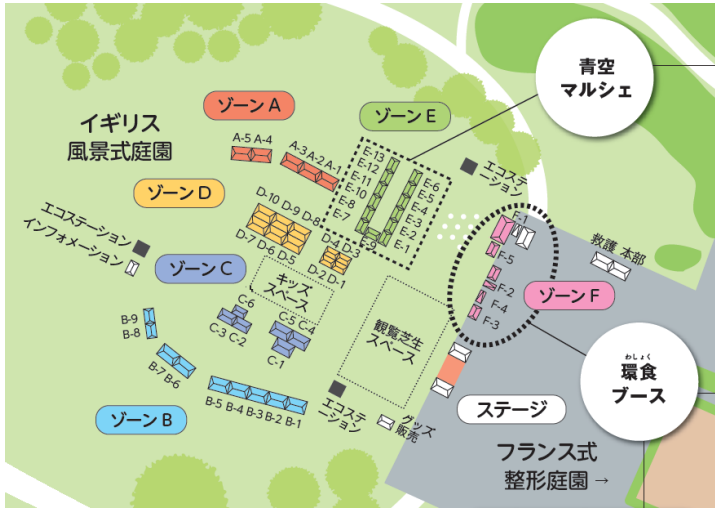 青空
マルシェ
ゾーン A
ゾーン E
イギリス
風景式庭園
A-5 A-4
A-3 A-2 A-1
E-13
E-12
E-11
E-10
E-8
E-7
E-9
E-6
E-5
E-4
E-3
E-2
E-1
エコステ
ーション
ゾーン D
D-10 D-9 D-8
D-7 D-6 D-5
D-4 D-3
D-2 D-1
エコステーション
インフォメーション
ゾーン C
キッズ
スペース
C-6
C-5 C-4
C-3 C-2
C-1
F-1
F-5
F-2
F-4
F-3
救護 本部
ゾーン F
観覧芝生
スペース
B-9
B-8
B-7 B-6
B-5 B-4 B-3 B-2 B-1
ゾーン B
エコステ
ーション
グッズ
販売
ステージ
わしょく
環食
ブース
フランス式
整形庭園→